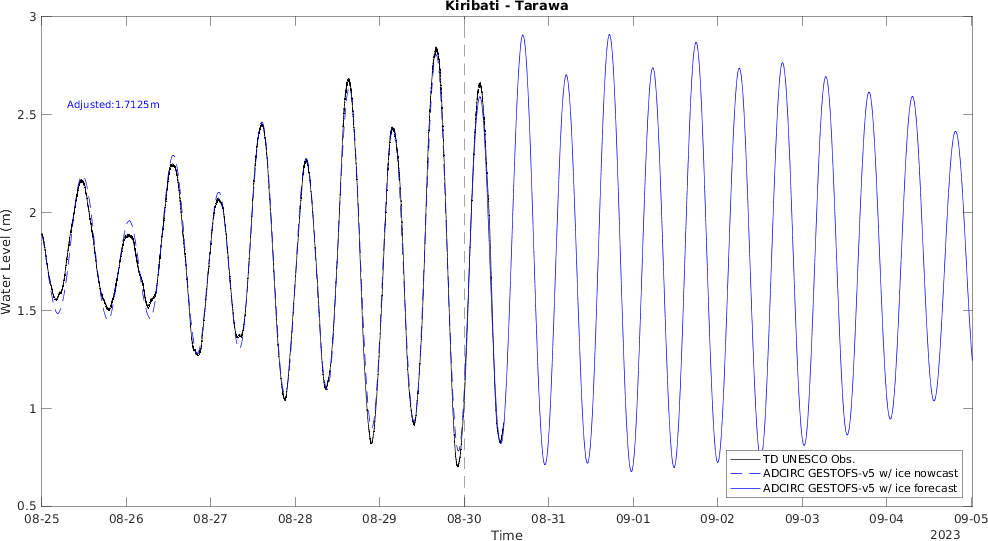 Kiribati - Tarawa
3
2.5
2
1.5
1
0.5
Water Level (m)
Adjusted:1.7125m
TD UNESCO Obs.
ADCIRC GESTOFS-v5 w/ ice nowcast
ADCIRC GESTOFS-v5 w/ ice forecast
08-25 08-26 08-27 08-28 08-29 08-30 08-31 09-01 09-02 09-03 09-04 09-05
Time
2023